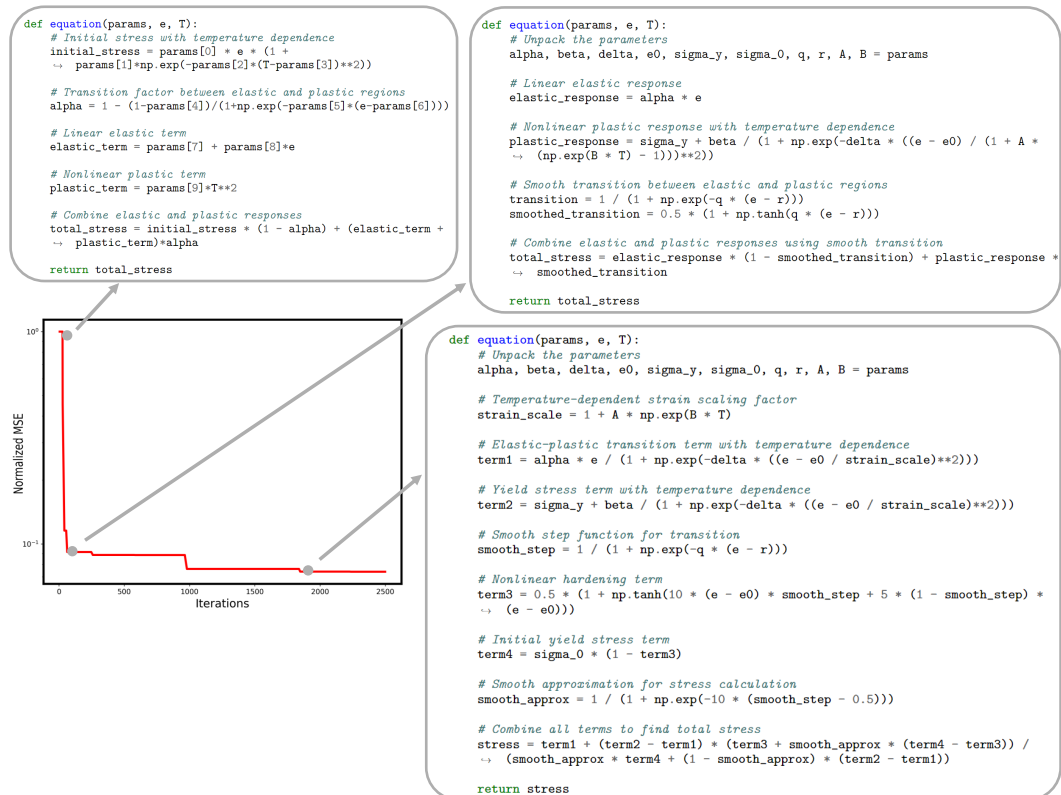 def equation(params, e, T):
# Initial stress with temperature dependence
initial_stress = params[0] * e * (1 +
↪ params[1]*np.exp(-params[2]*(T-params[3])**2))
# Transition factor between elastic and plastic regions
alpha = 1 - (1-params[4])/(1+np.exp(-params[5]*(e-params[6])))
# Linear elastic term
elastic_term = params[7] + params[8]*e
# Nonlinear plastic term
plastic_term = params[9]*T**2
# Combine elastic and plastic responses
total_stress = initial_stress * (1 - alpha) + (elastic_term +
↪ plastic_term)*alpha
return total_stress
def equation(params, e, T):
# Unpack the parameters
alpha, beta, delta, e0, sigma_y, sigma_0, q, r, A, B = params
# Linear elastic response
elastic_response = alpha * e
# Nonlinear plastic response with temperature dependence
plastic_response = sigma_y + beta / (1 + np.exp(-delta * ((e - e0) / (1 + A *
↪ (np.exp(B * T) - 1)))**2))
# Smooth transition between elastic and plastic regions
transition = 1 / (1 + np.exp(-q * (e - r)))
smoothed_transition = 0.5 * (1 + np.tanh(q * (e - r)))
# Combine elastic and plastic responses using smooth transition
total_stress = elastic_response * (1 - smoothed_transition) + plastic_response *
↪ smoothed_transition
return total_stress
def equation(params, e, T):
# Unpack the parameters
alpha, beta, delta, e0, sigma_y, sigma_0, q, r, A, B = params
# Temperature-dependent strain scaling factor
strain_scale = 1 + A * np.exp(B * T)
# Elastic-plastic transition term with temperature dependence
term1 = alpha * e / (1 + np.exp(-delta * ((e - e0 / strain_scale)**2)))
# Yield stress term with temperature dependence
term2 = sigma_y + beta / (1 + np.exp(-delta * ((e - e0 / strain_scale)**2)))
# Smooth step function for transition
smooth_step = 1 / (1 + np.exp(-q * (e - r)))
# Nonlinear hardening term
term3 = 0.5 * (1 + np.tanh(10 * (e - e0) * smooth_step + 5 * (1 - smooth_step) *
↪ (e - e0)))
# Initial yield stress term
term4 = sigma_0 * (1 - term3)
# Smooth approximation for stress calculation
smooth_approx = 1 / (1 + np.exp(-10 * (smooth_step - 0.5)))
# Combine all terms to find total stress
stress = term1 + (term2 - term1) * (term3 + smooth_approx * (term4 - term3)) /
↪ (smooth_approx * term4 + (1 - smooth_approx) * (term2 - term1))
return stress
Normalized MSE
10⁰
10⁻¹
0 500 1000 1500 2000 2500
Iterations